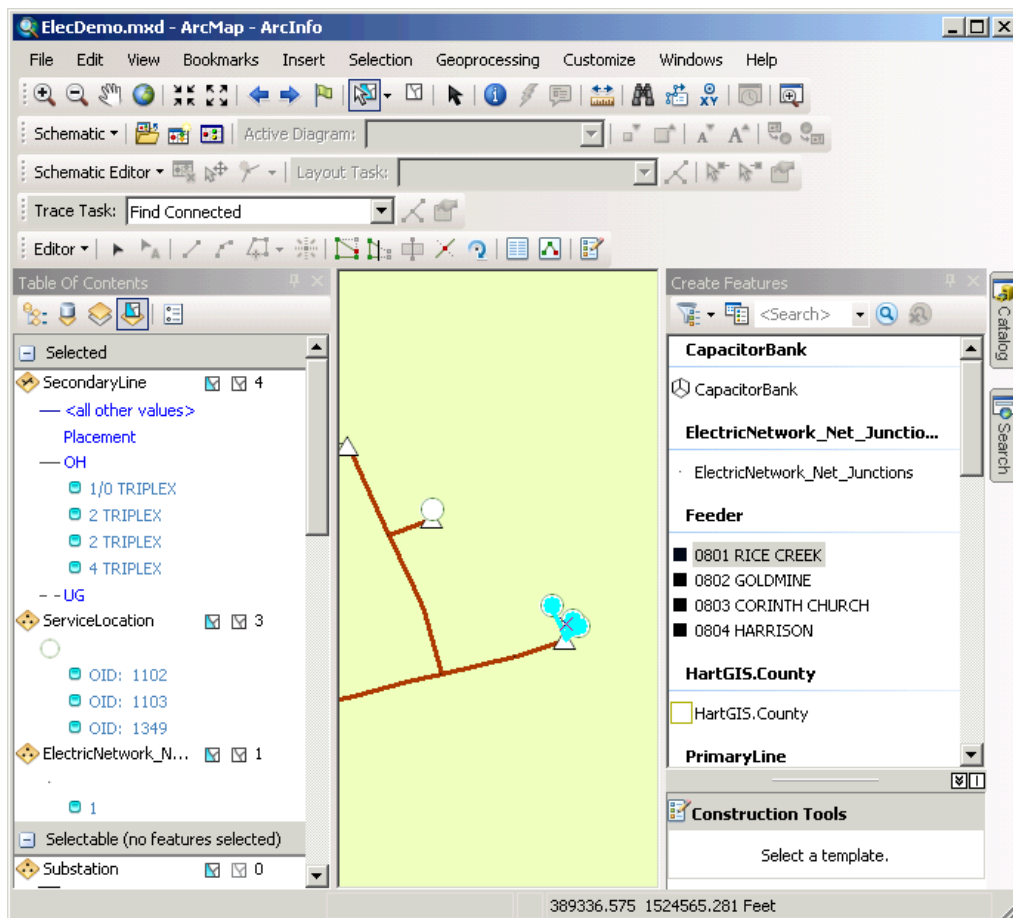 ElecDemo.mxd - ArcMap - ArcInfo
File Edit View Bookmarks Insert Selection Geoprocessing Customize Windows Help
XY
Schematic Active Diagram: A A
Schematic Editor Layout Task:
Trace Task: Find Connected
Editor
Table Of Contents
Selected
SecondaryLine 4
<all other values>
Placement
OH
1/0 TRIPLEX
2 TRIPLEX
2 TRIPLEX
4 TRIPLEX
UG
ServiceLocation 3
OID: 1102
OID: 1103
OID: 1349
ElectricNetwork_N... 1
1
Selectable (no features selected)
Substation 0
Create Features
<Search>
CapacitorBank
CapacitorBank
ElectricNetwork_Net_Junctio...
ElectricNetwork_Net_Junctions
Feeder
0801 RICE CREEK
0802 GOLDMINE
0803 CORINTH CHURCH
0804 HARRISON
HartGIS.County
HartGIS.County
PrimaryLine
Construction Tools
Select a template.
Catalog
Search
389336.575 1524565.281 Feet